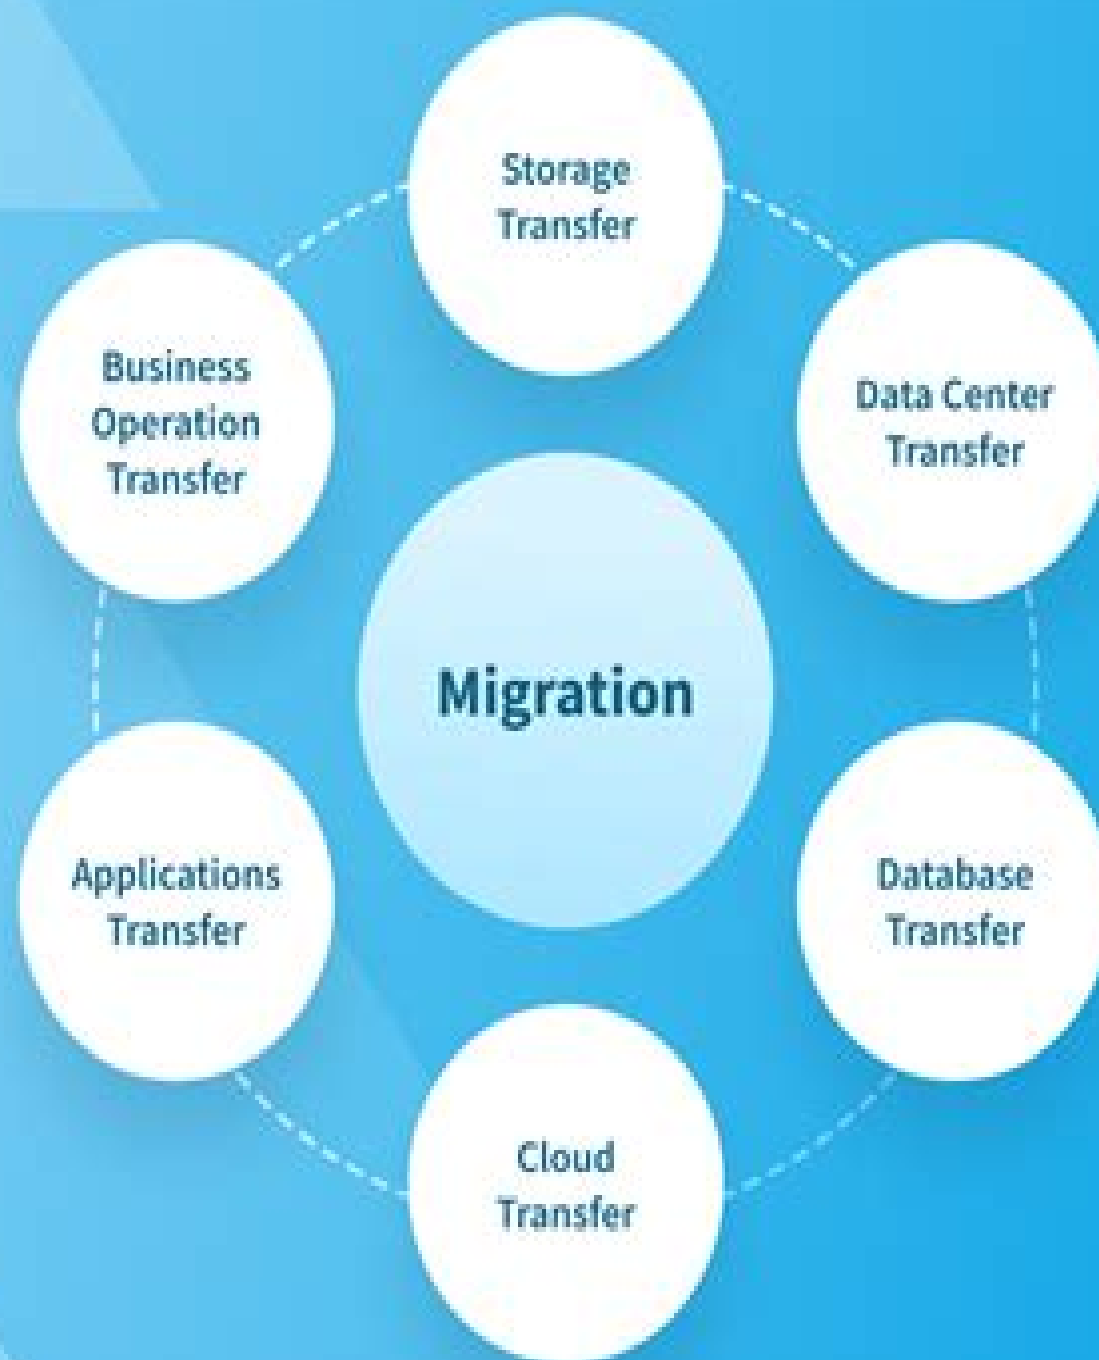 Storage
Transfer
Business
Operation
Transfer
Data Center
Transfer
Migration
Applications
Transfer
Database
Transfer
Cloud
Transfer